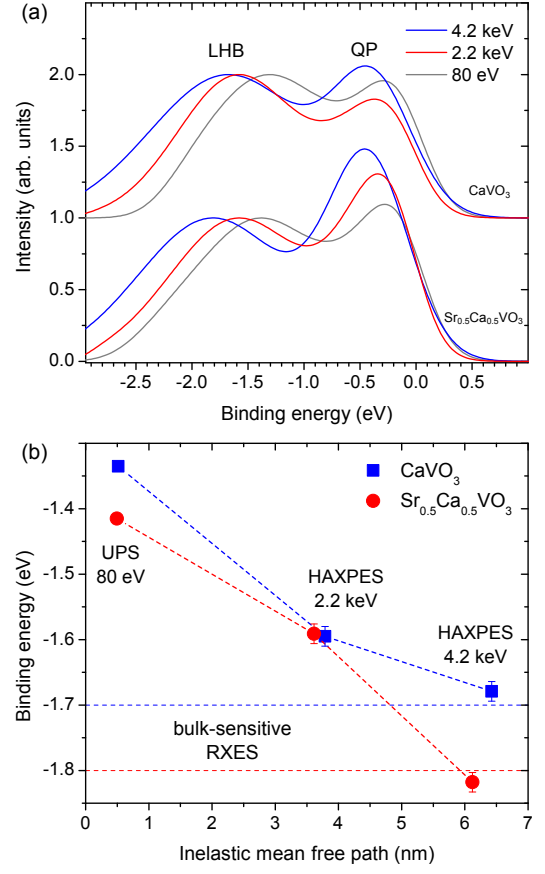 (a)
LHB
QP
4.2 keV
2.2 keV
80 eV
2.0
1.5
1.0
0.5
0.0
Intensity (arb. units)
CaVO₃
Sr₀.₅Ca₀.₅VO₃
-2.5 -2.0 -1.5 -1.0 -0.5 0.0 0.5
Binding energy (eV)
(b)
CaVO₃
Sr₀.₅Ca₀.₅VO₃
-1.4
-1.5
-1.6
-1.7
-1.8
Binding energy (eV)
UPS
80 eV
HAXPES
2.2 keV
HAXPES
4.2 keV
bulk-sensitive
RXES
0 1 2 3 4 5 6 7
Inelastic mean free path (nm)